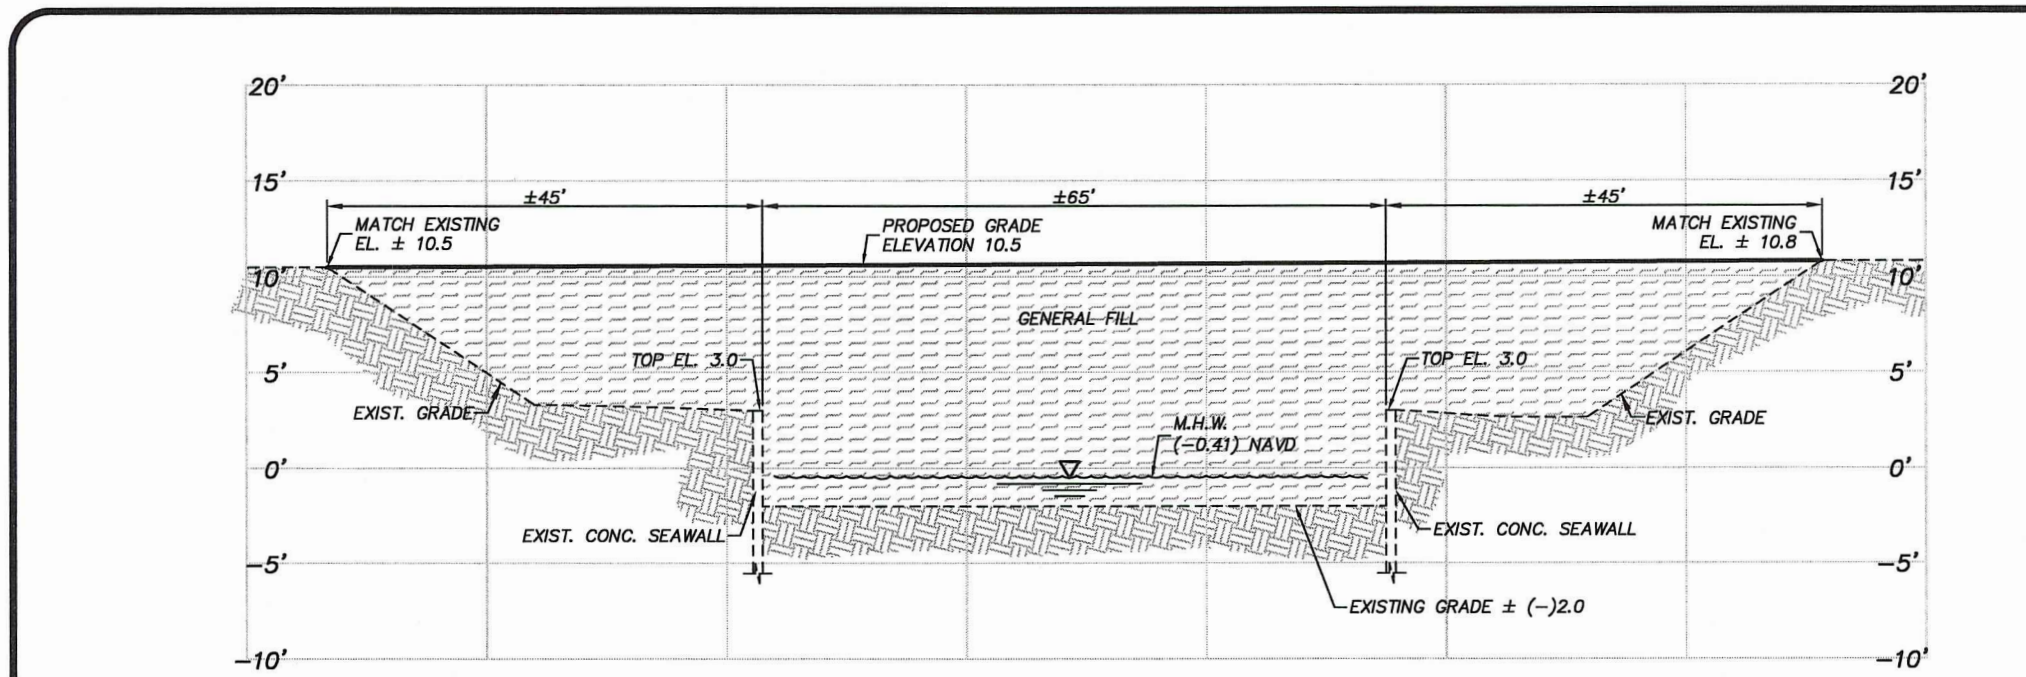 20'
20'
15'
15'
±45'
±65'
±45'
MATCH EXISTING
EL. ± 10.5
PROPOSED GRADE
ELEVATION 10.5
MATCH EXISTING
EL. ± 10.8
10'
10'
GENERAL FILL
TOP EL. 3.0
TOP EL. 3.0
5'
5'
EXIST. GRADE
EXIST. GRADE
M.H.W.
(-0.41) NAVD
0'
0'
EXIST. CONC. SEAWALL
EXIST. CONC. SEAWALL
-5'
-5'
EXISTING GRADE ± (-)2.0
-10'
-10'